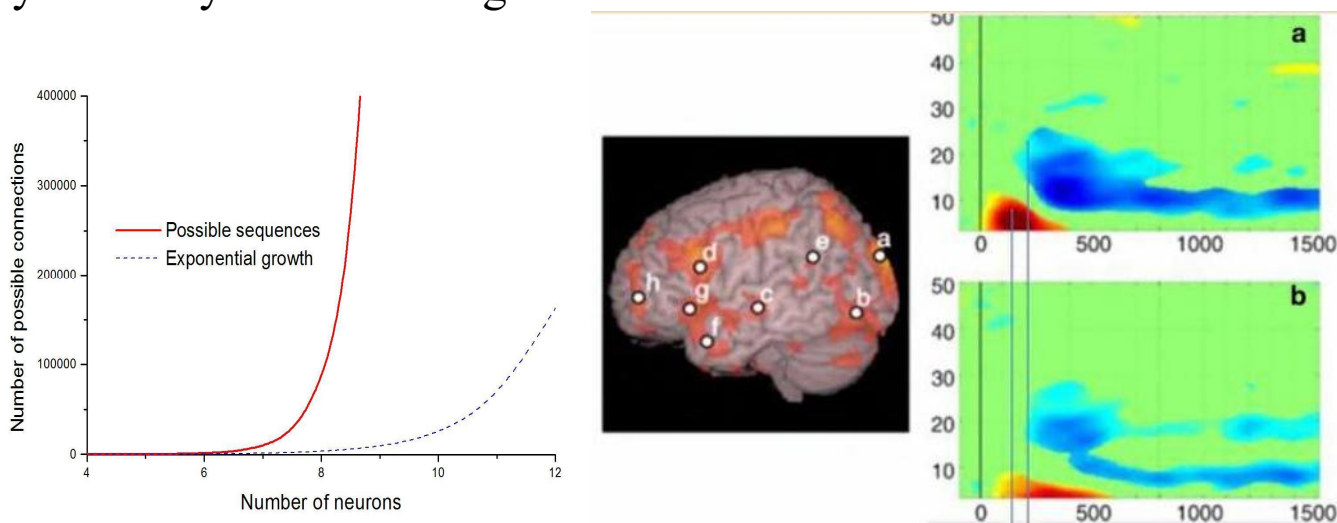 400000
300000
200000
100000
0
4
6
8
10
12
Number of possible connections
Number of neurons
Possible sequences
Exponential growth
a
b
c
d
e
f
g
h
a
50
40
30
20
10
0
500
1000
1500
b
50
40
30
20
10
0
500
1000
1500